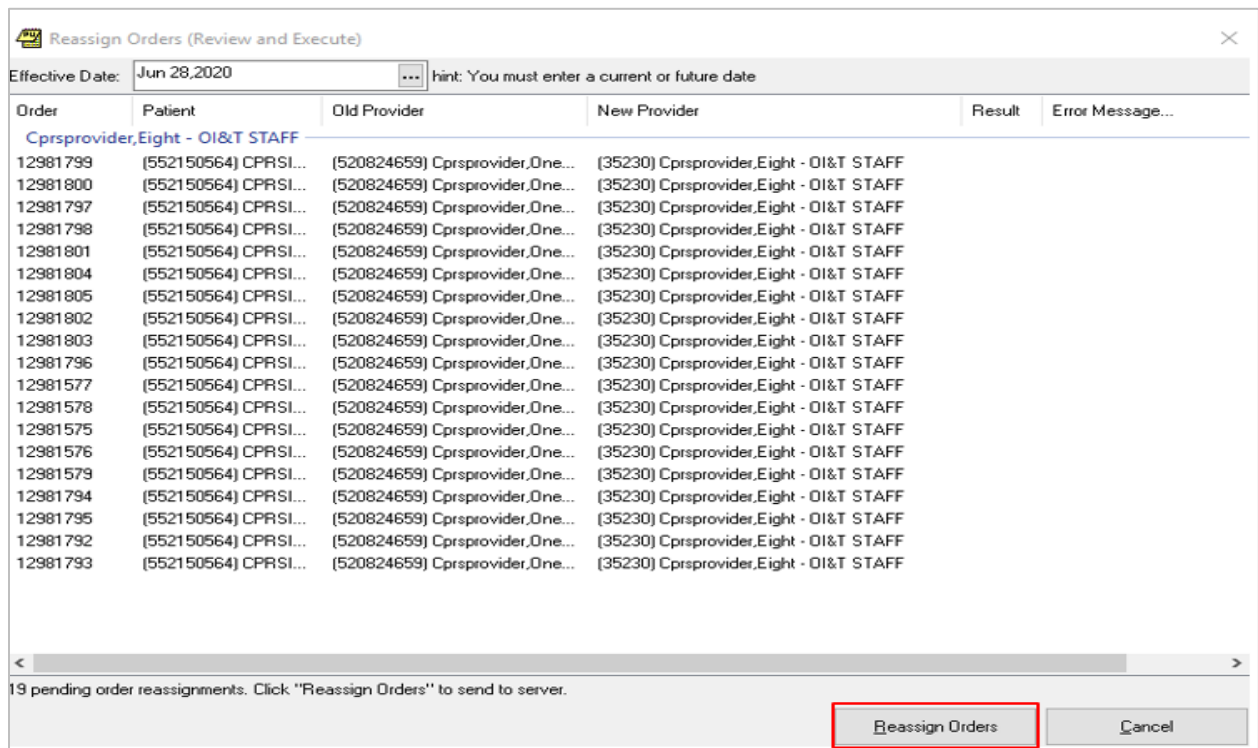 Reassign Orders (Review and Execute)
Effective Date: Jun 28,2020 ... hint: You must enter a current or future date
Order Patient Old Provider New Provider Result Error Message...
Cprsprovider,Eight - OI&T STAFF
12981799 (552150564) CPRSI... (520824659) Cprsprovider,One... (35230) Cprsprovider,Eight - OI&T STAFF
12981800 (552150564) CPRSI... (520824659) Cprsprovider,One... (35230) Cprsprovider,Eight - OI&T STAFF
12981797 (552150564) CPRSI... (520824659) Cprsprovider,One... (35230) Cprsprovider,Eight - OI&T STAFF
12981798 (552150564) CPRSI... (520824659) Cprsprovider,One... (35230) Cprsprovider,Eight - OI&T STAFF
12981801 (552150564) CPRSI... (520824659) Cprsprovider,One... (35230) Cprsprovider,Eight - OI&T STAFF
12981804 (552150564) CPRSI... (520824659) Cprsprovider,One... (35230) Cprsprovider,Eight - OI&T STAFF
12981805 (552150564) CPRSI... (520824659) Cprsprovider,One... (35230) Cprsprovider,Eight - OI&T STAFF
12981802 (552150564) CPRSI... (520824659) Cprsprovider,One... (35230) Cprsprovider,Eight - OI&T STAFF
12981803 (552150564) CPRSI... (520824659) Cprsprovider,One... (35230) Cprsprovider,Eight - OI&T STAFF
12981796 (552150564) CPRSI... (520824659) Cprsprovider,One... (35230) Cprsprovider,Eight - OI&T STAFF
12981577 (552150564) CPRSI... (520824659) Cprsprovider,One... (35230) Cprsprovider,Eight - OI&T STAFF
12981578 (552150564) CPRSI... (520824659) Cprsprovider,One... (35230) Cprsprovider,Eight - OI&T STAFF
12981575 (552150564) CPRSI... (520824659) Cprsprovider,One... (35230) Cprsprovider,Eight - OI&T STAFF
12981576 (552150564) CPRSI... (520824659) Cprsprovider,One... (35230) Cprsprovider,Eight - OI&T STAFF
12981579 (552150564) CPRSI... (520824659) Cprsprovider,One... (35230) Cprsprovider,Eight - OI&T STAFF
12981794 (552150564) CPRSI... (520824659) Cprsprovider,One... (35230) Cprsprovider,Eight - OI&T STAFF
12981795 (552150564) CPRSI... (520824659) Cprsprovider,One... (35230) Cprsprovider,Eight - OI&T STAFF
12981792 (552150564) CPRSI... (520824659) Cprsprovider,One... (35230) Cprsprovider,Eight - OI&T STAFF
12981793 (552150564) CPRSI... (520824659) Cprsprovider,One... (35230) Cprsprovider,Eight - OI&T STAFF
19 pending order reassignments. Click "Reassign Orders" to send to server.
Reassign Orders Cancel